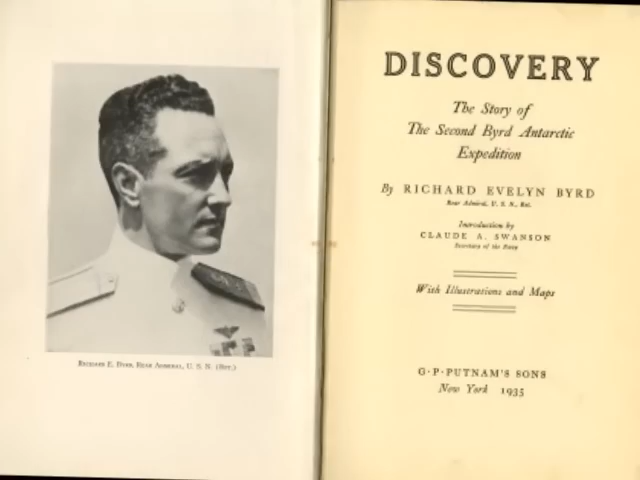 RICHARD E. BYRD, REAR ADMIRAL, U. S. N. (RET.)
DISCOVERY
The Story of
The Second Byrd Antarctic
Expedition
By RICHARD EVELYN BYRD
Rear Admiral, U. S. N., Ret.
Introduction by
CLAUDE A. SWANSON
Secretary of the Navy
With Illustrations and Maps
G·P·PUTNAM'S SONS
New York 1935